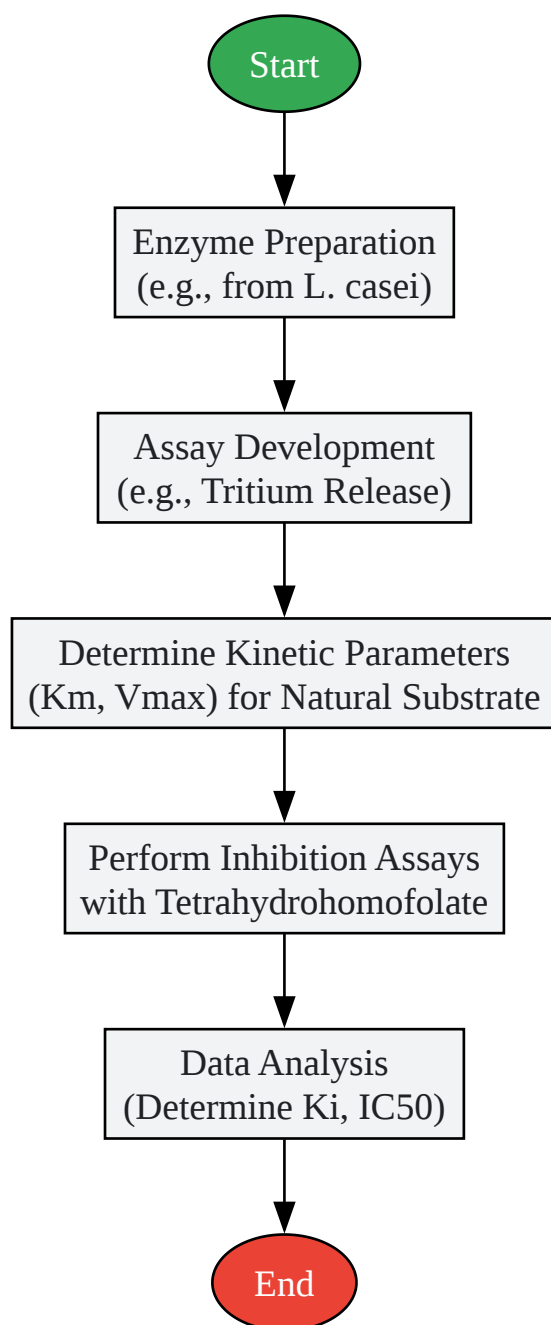 Start
Enzyme Preparation
(e.g., from L. casei)
Assay Development
(e.g., Tritium Release)
Determine Kinetic Parameters
(Km, Vmax) for Natural Substrate
Perform Inhibition Assays
with Tetrahydrohomofolate
Data Analysis
(Determine Ki, IC50)
End